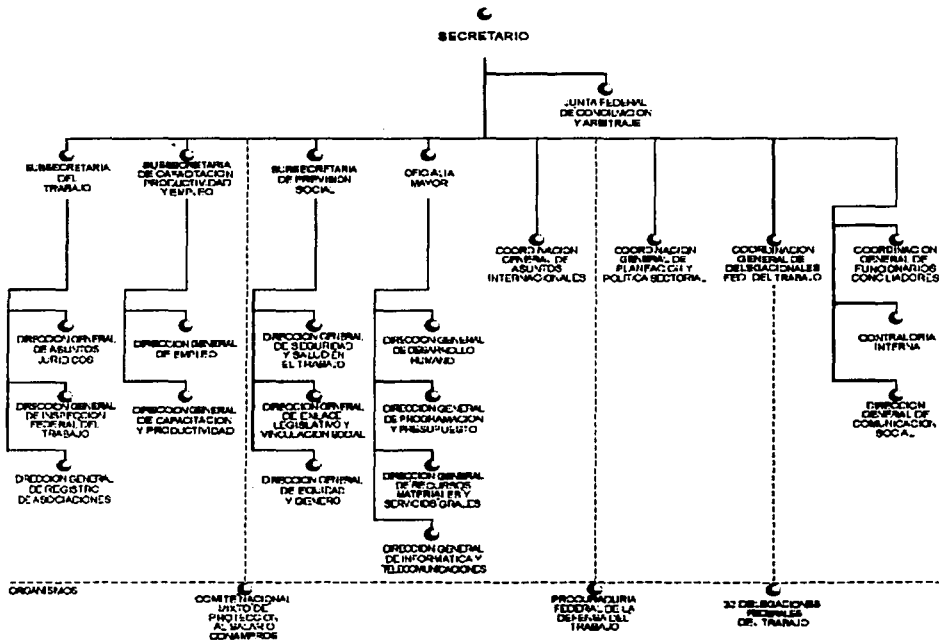 SECRETARIO
JUNTA FEDERAL
DE CONCILIACION
Y ARBITRAJE
SUBSECRETARIA
DEL
TRABAJO
SUBSECRETARIA
DE CAPACITACION
PRODUCTIVIDAD
Y EMPLEO
SUBSECRETARIA
DE PREVISION
SOCIAL
OFICIALIA
MAYOR
COORDINACION
GENERAL DE
ASUNTOS
INTERNACIONALES
COORDINACION
GENERAL DE
PLANEACION Y
POLITICA SECTORIAL
COORDINACION
GENERAL DE
DELEGACIONALES
FED. DEL TRABAJO
COORDINACION
GENERAL DE
FUNCIONARIOS
CONCILIADORES
DIRECCION GENERAL
DE ASUNTOS
JURIDICOS
DIRECCION GENERAL
DE EMPLEO
DIRECCION GENERAL
DE SEGURIDAD
Y SALUD EN
EL TRABAJO
DIRECCION GENERAL
DE DESARROLLO
HUMANO
CONTRALORIA
INTERNA
DIRECCION GENERAL
DE INSPECCION
FEDERAL DEL
TRABAJO
DIRECCION GENERAL
DE CAPACITACION
Y PRODUCTIVIDAD
DIRECCION GENERAL
DE ENLACE
LEGISLATIVO Y
VINCULACION SOCIAL
DIRECCION GENERAL
DE PROGRAMACION
Y PRESUPUESTO
DIRECCION
GENERAL DE
COMUNICACION
SOCIAL
DIRECCION GENERAL
DE REGISTRO
DE ASOCIACIONES
DIRECCION GENERAL
DE EQUIDAD
Y GENERO
DIRECCION GENERAL
DE RECURSOS
MATERIALES Y
SERVICIOS GRALES
DIRECCION GENERAL
DE INFORMATICA Y
TELECOMUNICACIONES
ORGANISMOS
COMITE NACIONAL
MIXTO DE
PROTECCION
AL SALARIO
CONAMPROS
PROCURADURIA
FEDERAL DE LA
DEFENSA DEL
TRABAJO
32 DELEGACIONES
FEDERALES
DEL TRABAJO